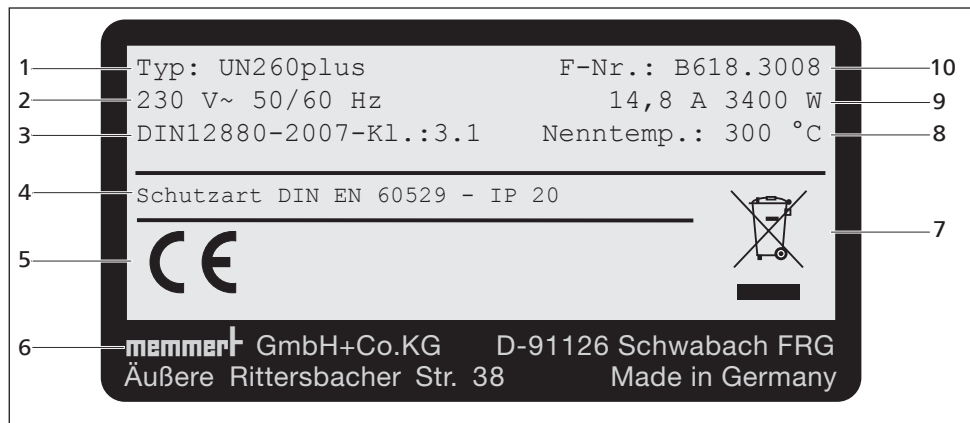 1 Typ: UN260plus F-Nr.: B618.3008 10
2 230 V~ 50/60 Hz 14,8 A 3400 W 9
3 DIN12880-2007-Kl.:3.1 Nenntemp.: 300 °C 8
4 Schutzart DIN EN 60529 - IP 20
7
5 CE
6 memmert GmbH+Co.KG D-91126 Schwabach FRG
Äußere Rittersbacher Str. 38 Made in Germany